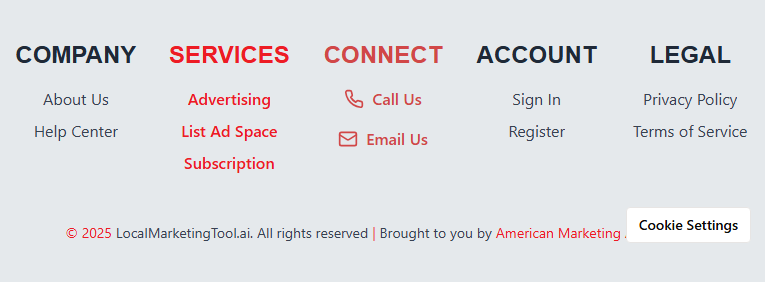 COMPANY SERVICES CONNECT ACCOUNT LEGAL
About Us Advertising Call Us Sign In Privacy Policy
Help Center List Ad Space Email Us Register Terms of Service
Subscription
© 2025 LocalMarketingTool.ai. All rights reserved | Brought to you by American Marketing
Cookie Settings